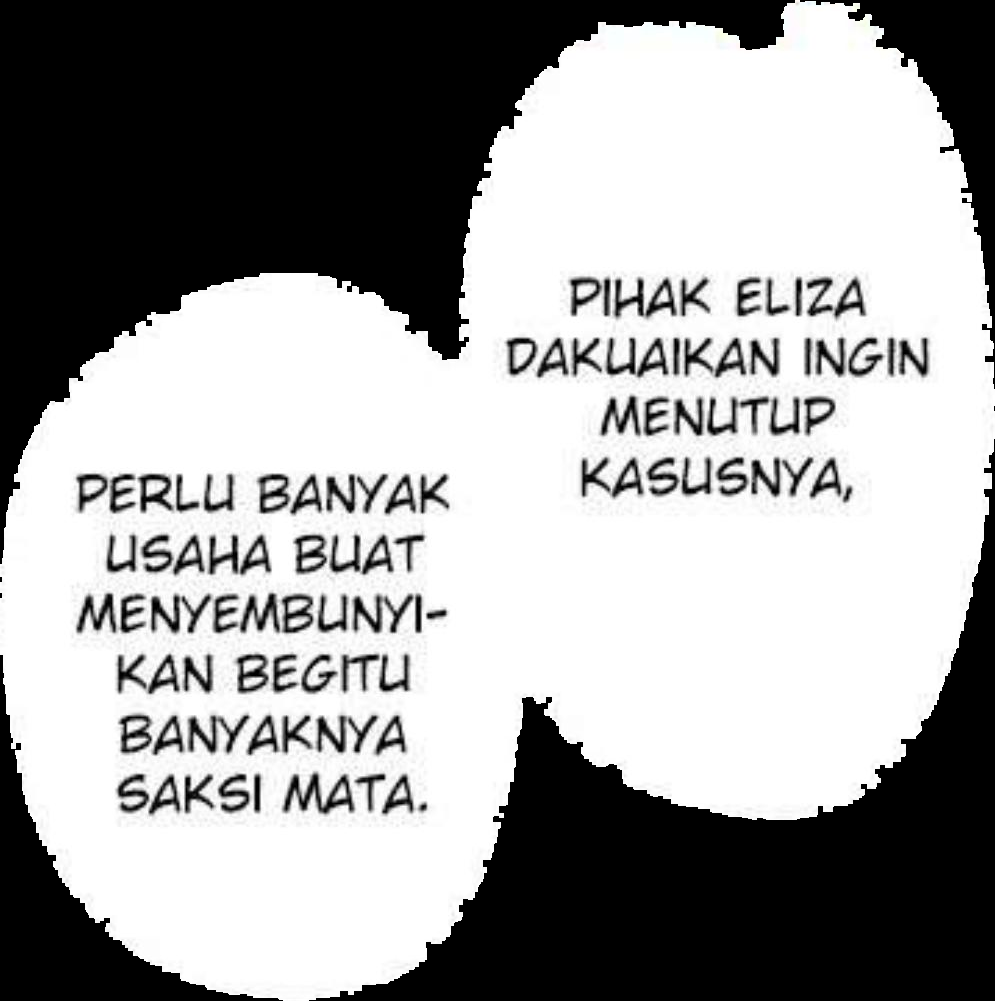 PIHAK ELIZA
DAKUAIKAN INGIN
MENUTUP
KASUSNYA,
PERLU BANYAK
USAHA BUAT
MENYEMBUNYI-
KAN BEGITU
BANYAKNYA
SAKSI MATA.